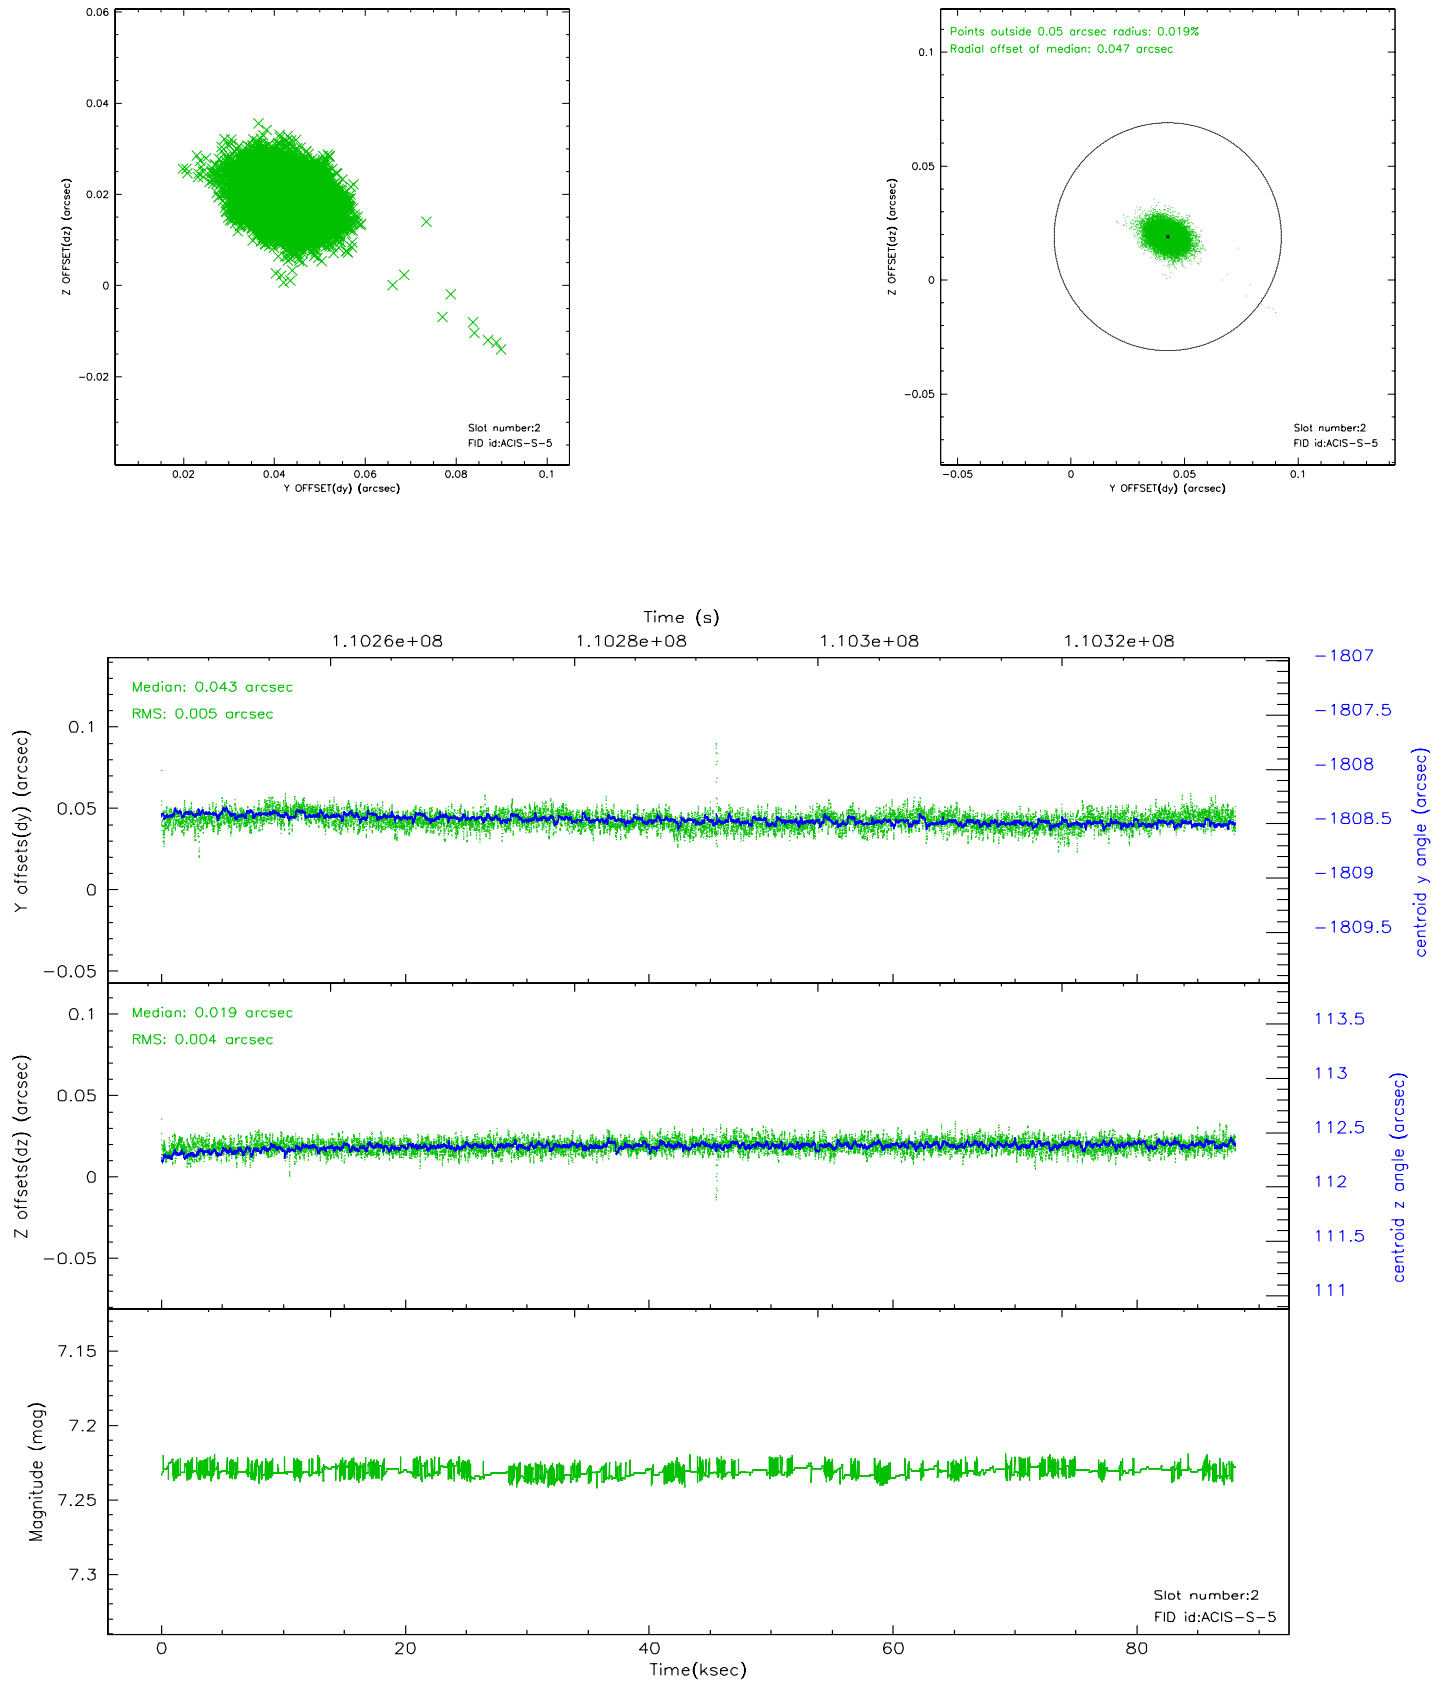 0.06
0.04
0.02
0
-0.02
Z OFFSET(dz) (arcsec)
Slot number:2
FID id:ACIS-S-5
0.02 0.04 0.06 0.08 0.1
Y OFFSET(dy) (arcsec)
Points outside 0.05 arcsec radius: 0.019%
Radial offset of median: 0.047 arcsec
0.1
0.05
0
-0.05
Z OFFSET(dz) (arcsec)
Slot number:2
FID id:ACIS-S-5
-0.05 0 0.05 0.1
Y OFFSET(dy) (arcsec)
Time (s)
1.1026e+08 1.1028e+08 1.103e+08 1.1032e+08
Median: 0.043 arcsec
RMS: 0.005 arcsec
0.1
0.05
0
-0.05
Y offsets(dy) (arcsec)
-1807
-1807.5
-1808
-1808.5
-1809
-1809.5
centroid y angle (arcsec)
Median: 0.019 arcsec
RMS: 0.004 arcsec
0.1
0.05
0
-0.05
Z offsets(dz) (arcsec)
113.5
113
112.5
112
111.5
111
centroid z angle (arcsec)
7.15
7.2
7.25
7.3
Magnitude (mag)
Slot number:2
FID id:ACIS-S-5
0 20 40 60 80
Time(ksec)